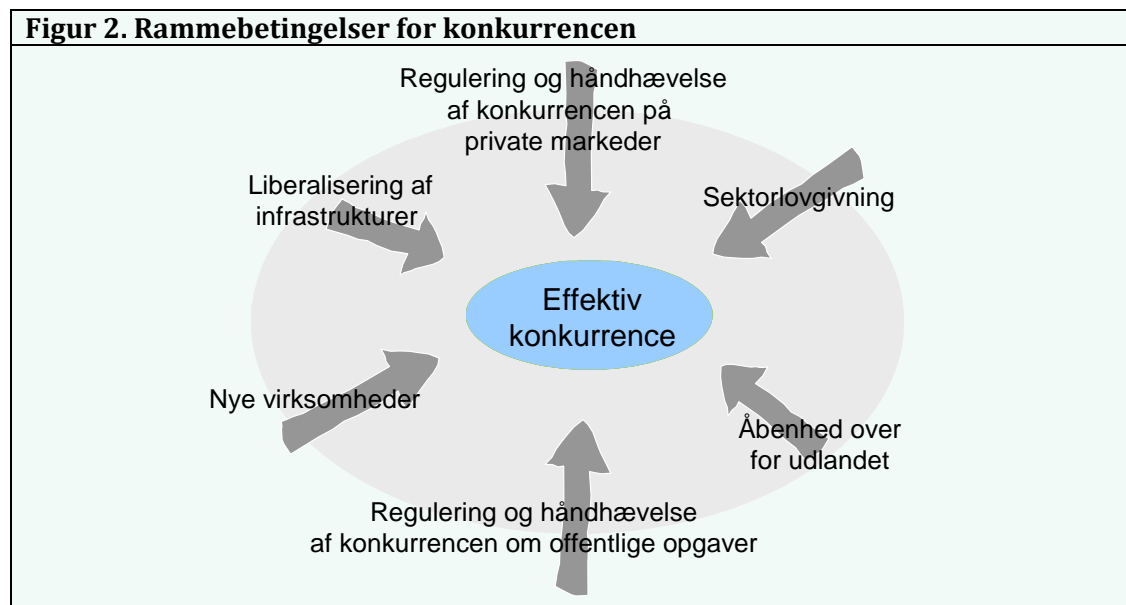 Figur 2. Rammebetingelser for konkurrencen
Regulering og håndhævelse
af konkurrencen på
private markeder
Liberalisering af
infrastrukturer
Sektorlovgivning
Effektiv
konkurrence
Nye virksomheder
Åbenhed over
for udlandet
Regulering og håndhævelse
af konkurrencen om offentlige opgaver